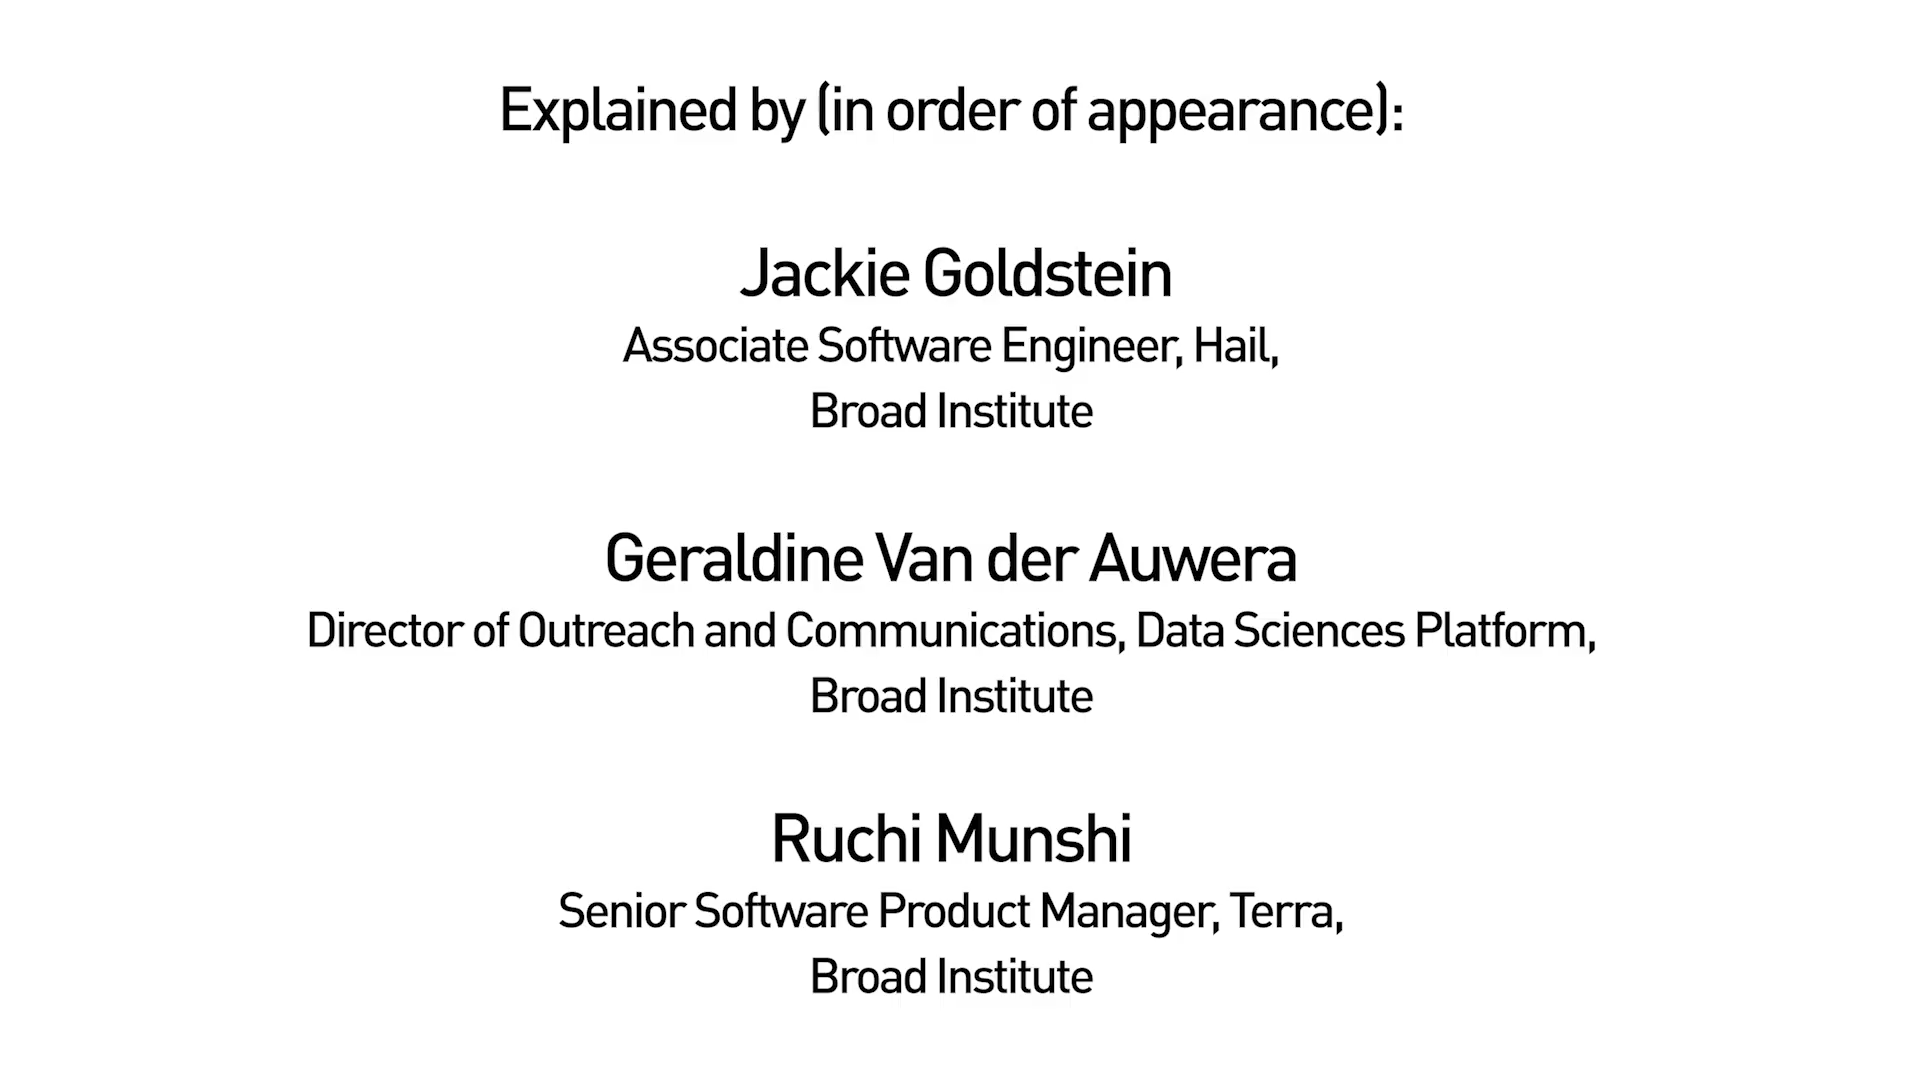 Explained by (in order of appearance):
Jackie Goldstein
Associate Software Engineer, Hail,
Broad Institute
Geraldine Van der Auwera
Director of Outreach and Communications, Data Sciences Platform,
Broad Institute
Ruchi Munshi
Senior Software Product Manager, Terra,
Broad Institute